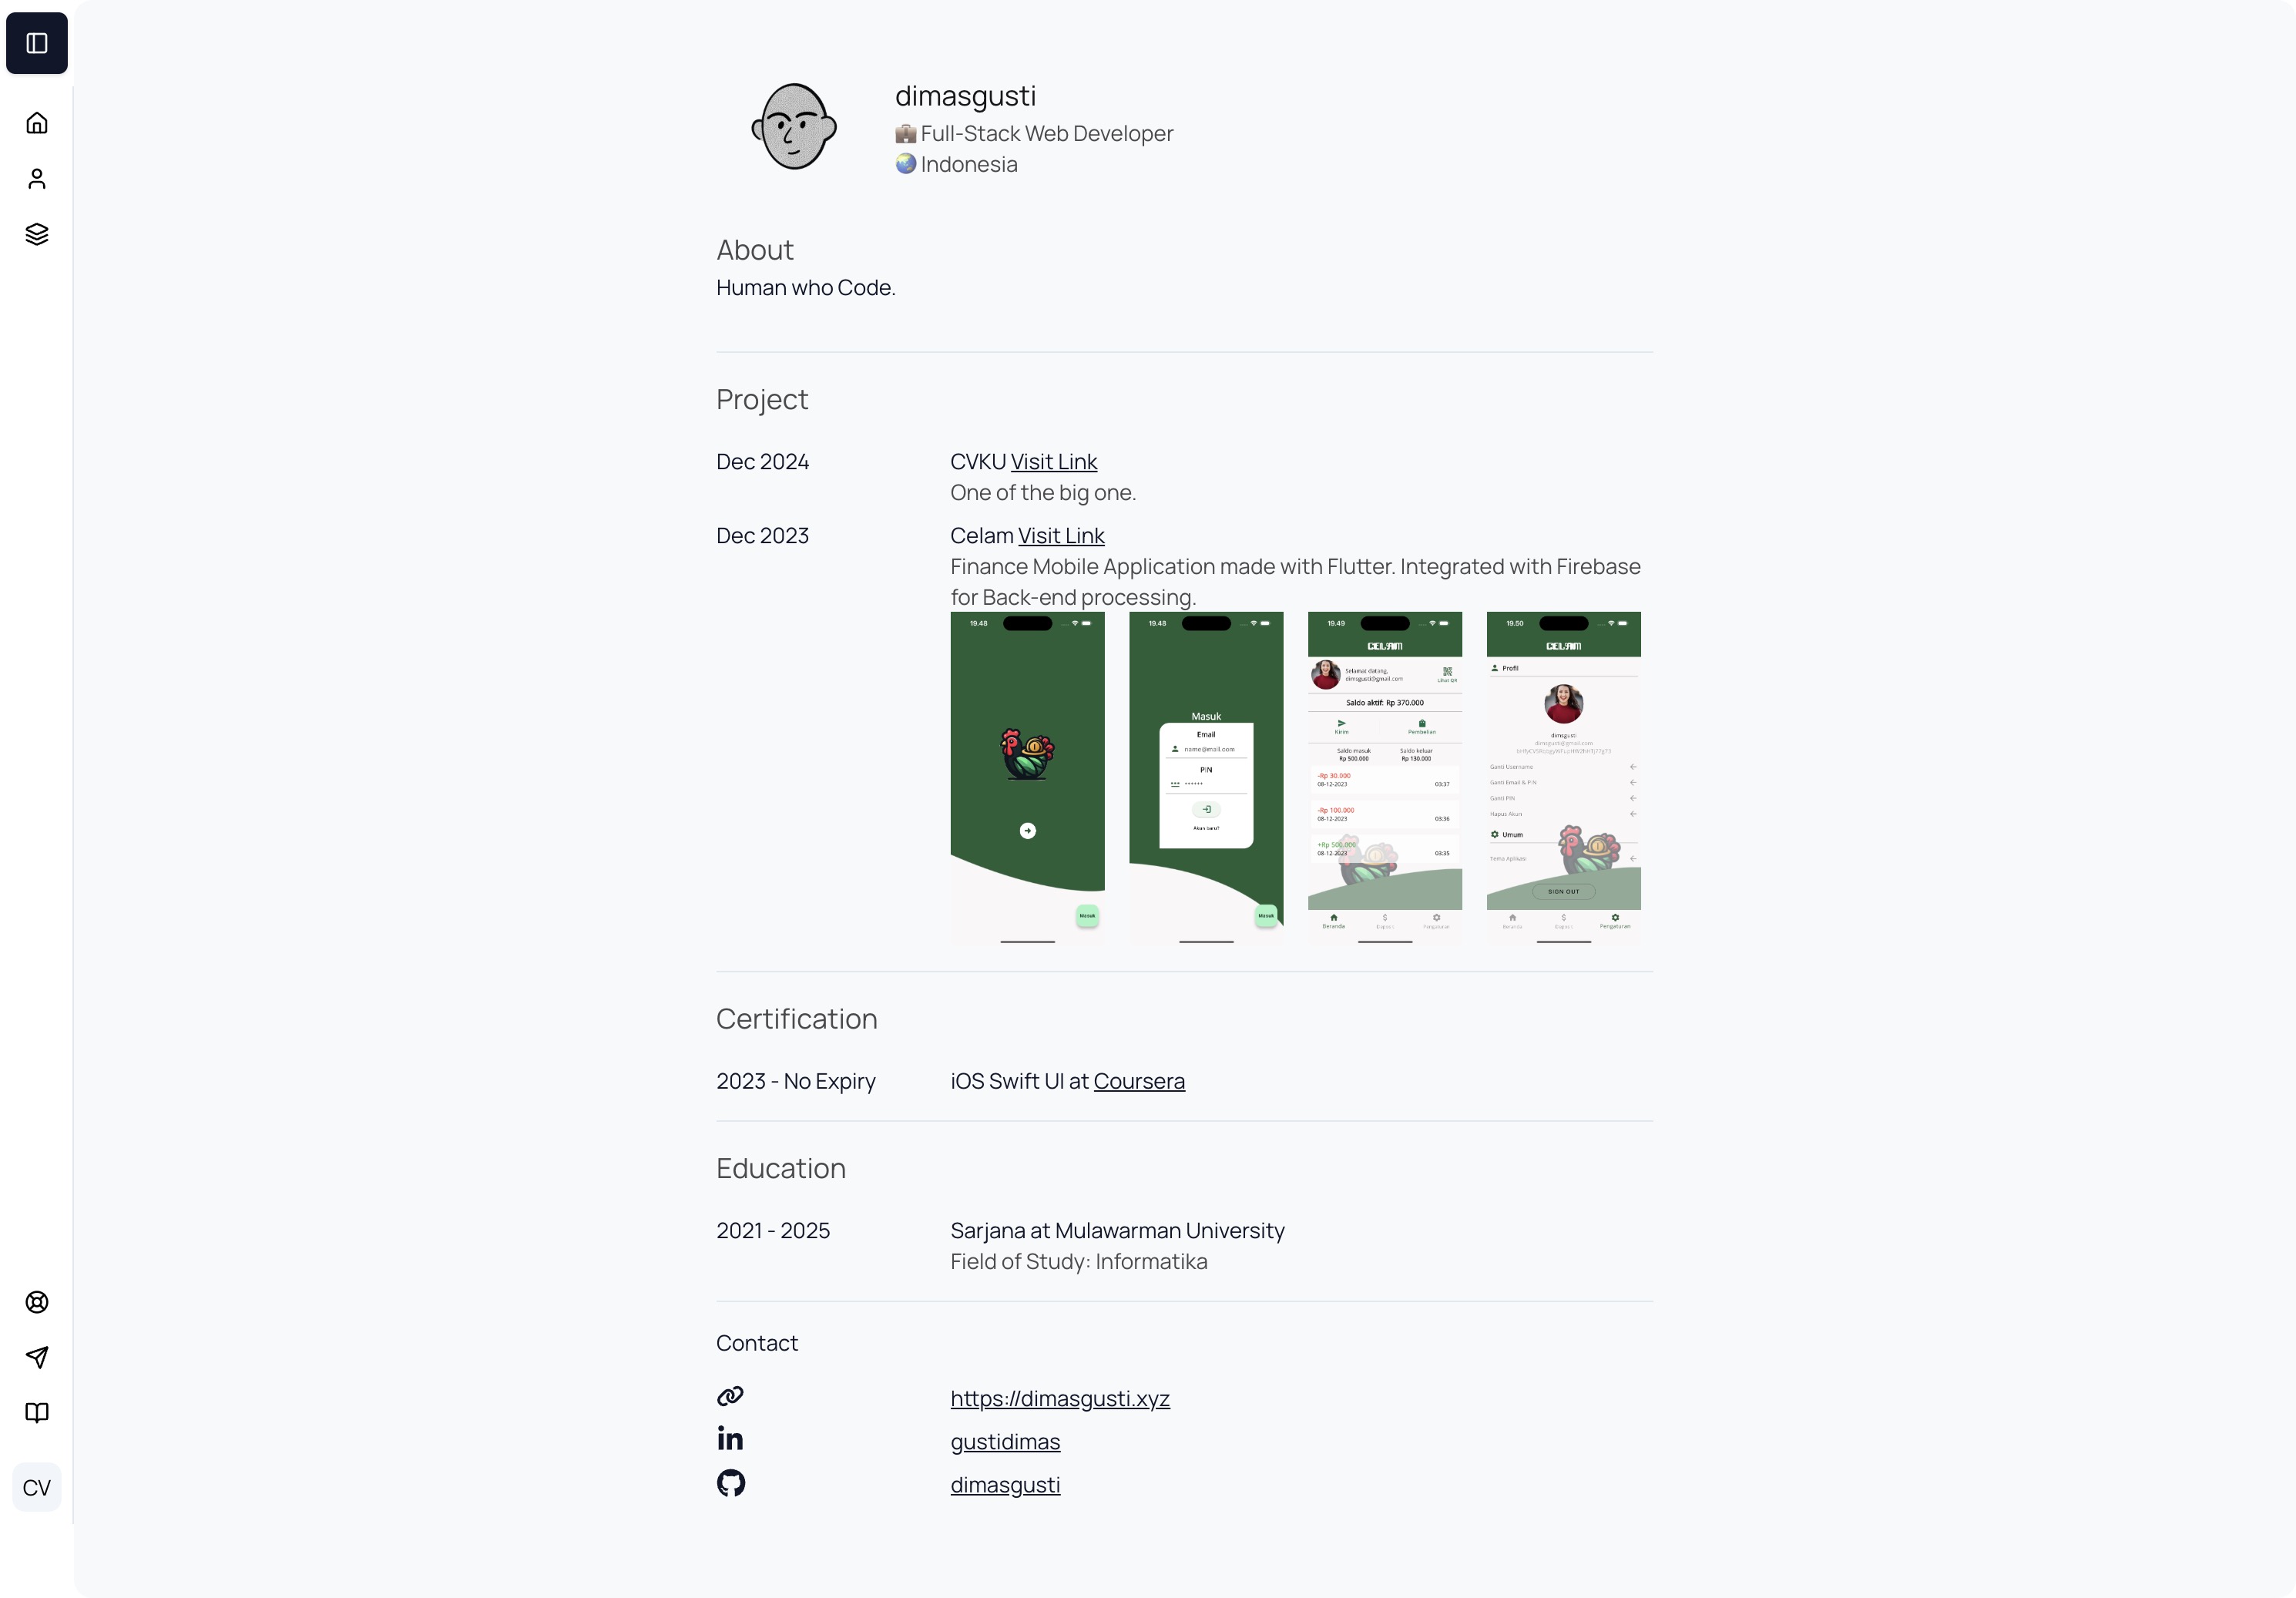 dimasgusti
Full-Stack Web Developer
Indonesia
About
Human who Code.
Project
Dec 2024
CVKU Visit Link
One of the big one.
Dec 2023
Celam Visit Link
Finance Mobile Application made with Flutter. Integrated with Firebase
for Back-end processing.
19.48
Masuk
19.48
Masuk
Email
name@email.com
PIN
Akun baru?
Masuk
19.49
CELAM
Selamat datang,
dimsgusti@gmail.com
Lihat QR
Saldo aktif: Rp 370.000
Kirim
Pembelian
Saldo masuk
Saldo keluar
Rp 500.000
Rp 130.000
-Rp 30.000
08-12-2023
03:37
-Rp 100.000
08-12-2023
03:36
+Rp 500.000
08-12-2023
03:35
Beranda
Pengaturan
19.50
CELAM
Profil
dimsgusti
dimsgusti@gmail.com
Ganti Username
Ganti Email & PIN
Ganti PIN
Hapus Akun
Umum
Tema Aplikasi
SIGN OUT
Beranda
Pengaturan
Certification
2023 - No Expiry
iOS Swift UI at Coursera
Education
2021 - 2025
Sarjana at Mulawarman University
Field of Study: Informatika
Contact
https://dimasgusti.xyz
in
gustidimas
dimasgusti
CV